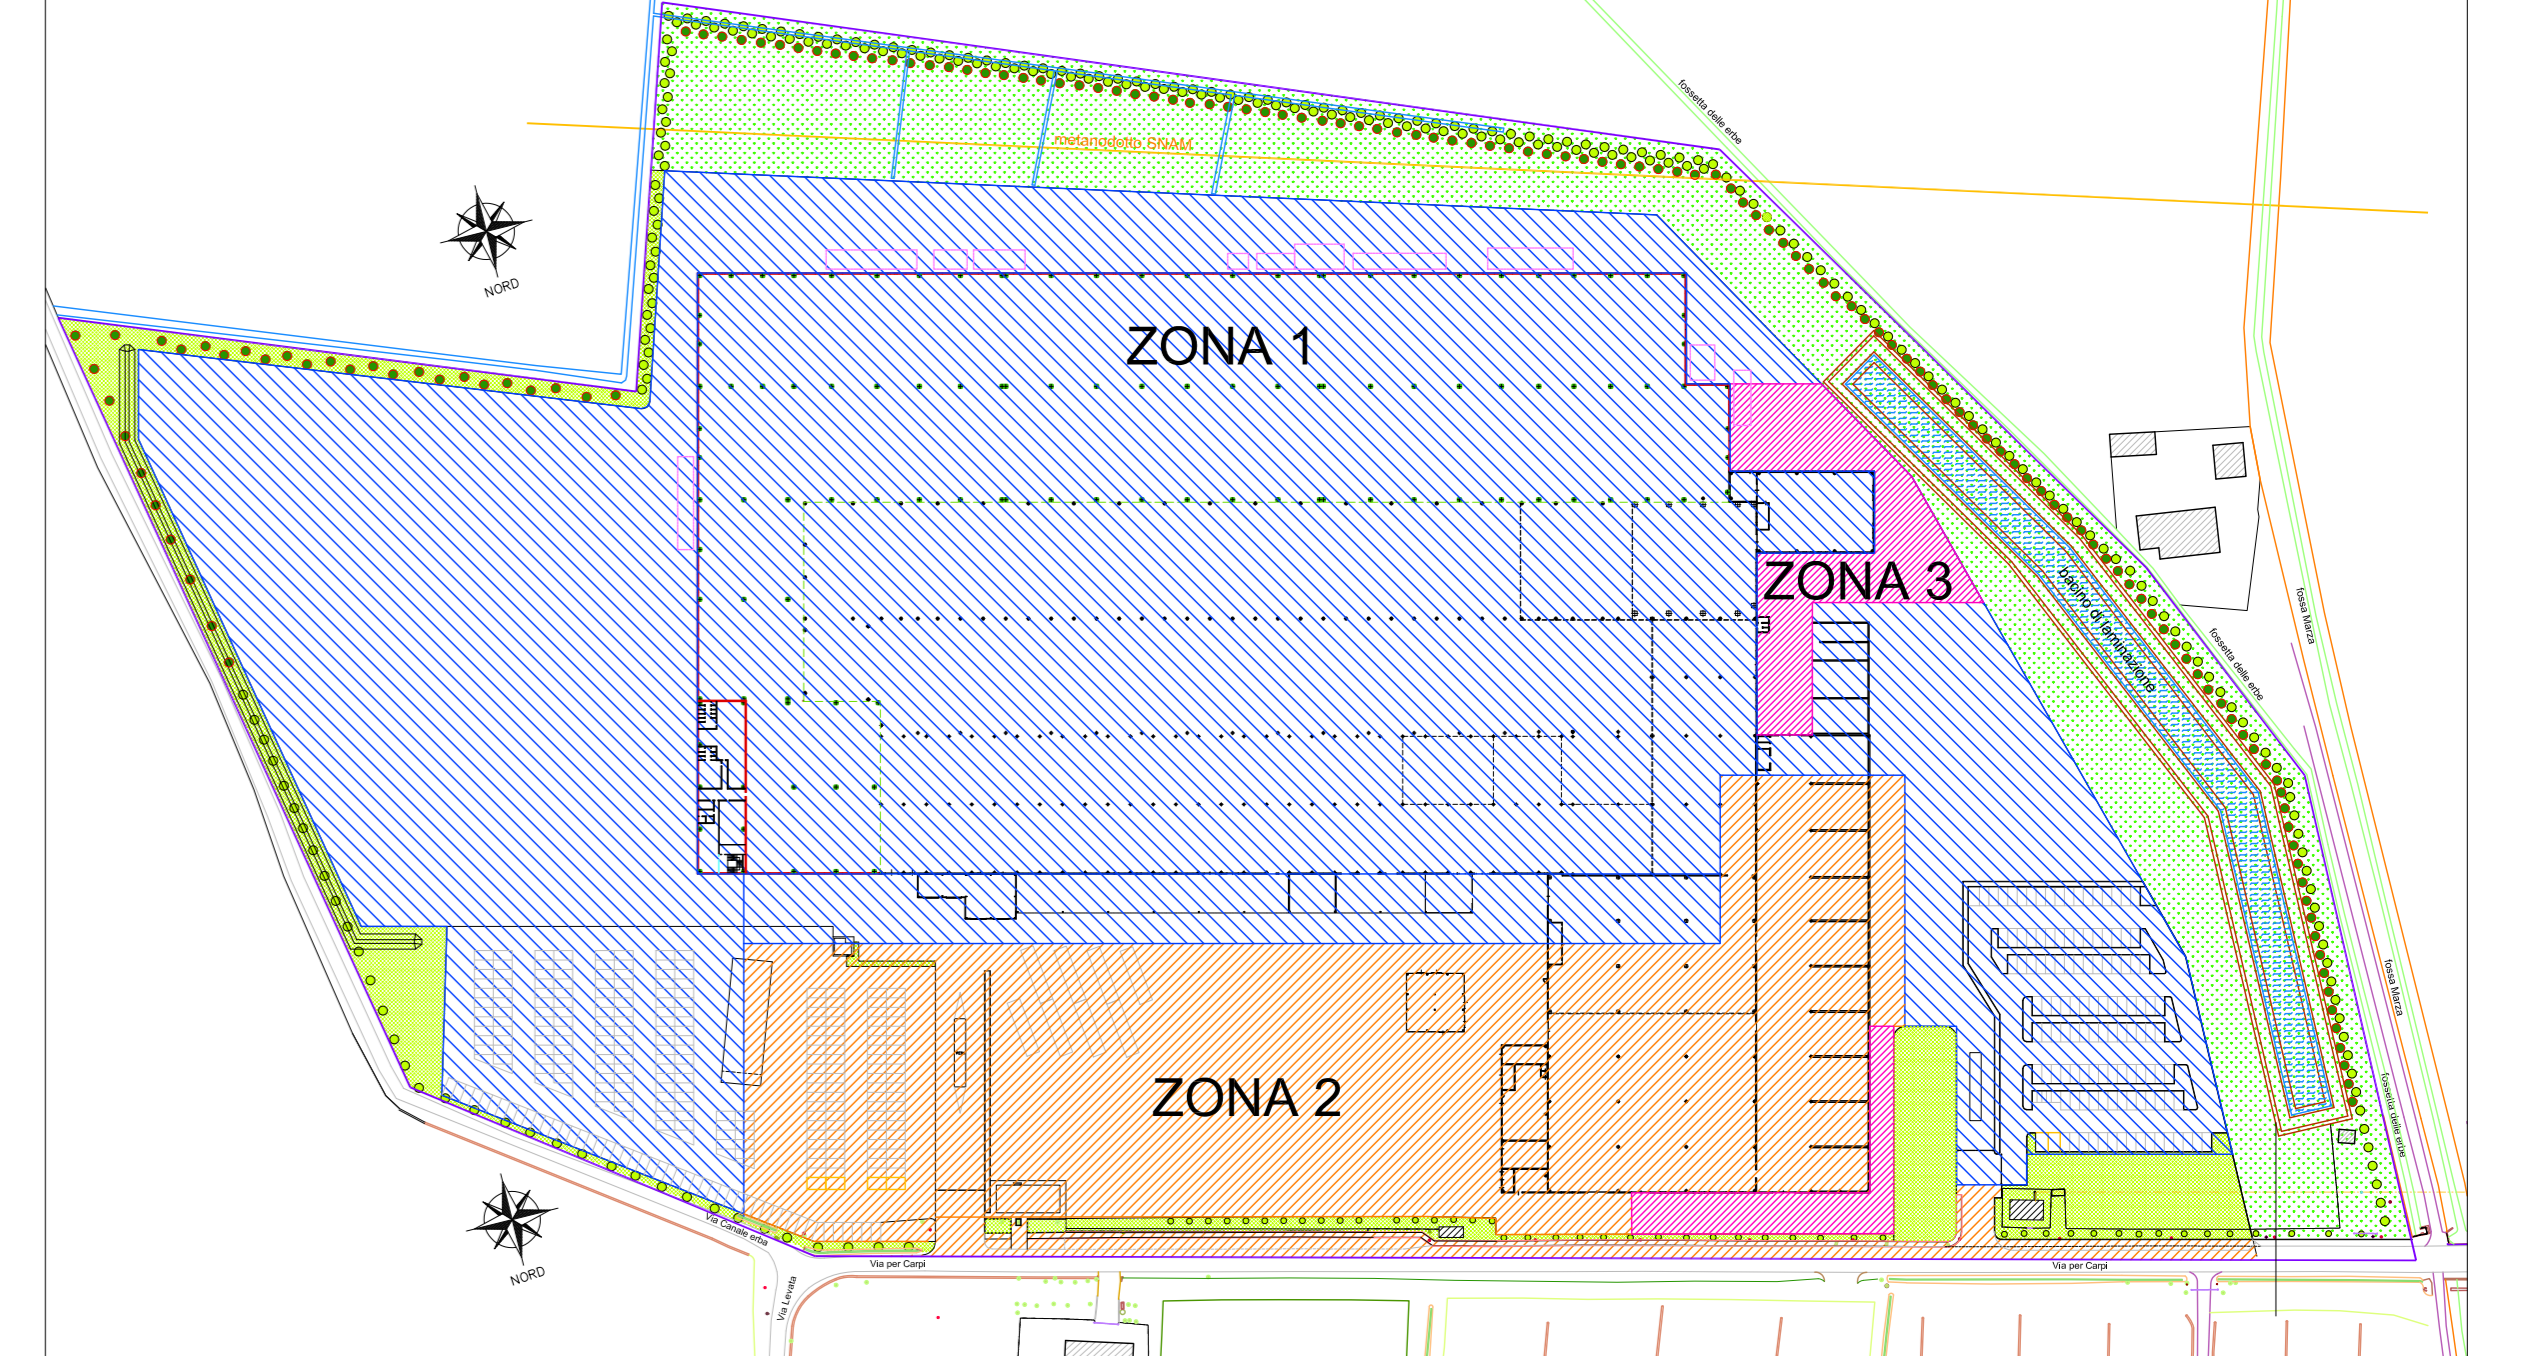 fossetta delle erbe
metanodotto SNAM
NORD
ZONA 1
ZONA 3
bacino di laminazione
fossa Marza
fossetta delle erbe
fossa Marza
ZONA 2
fossetta delle erbe
Via Canale erba
NORD
Via per Carpi
Via per Carpi
Via Levata